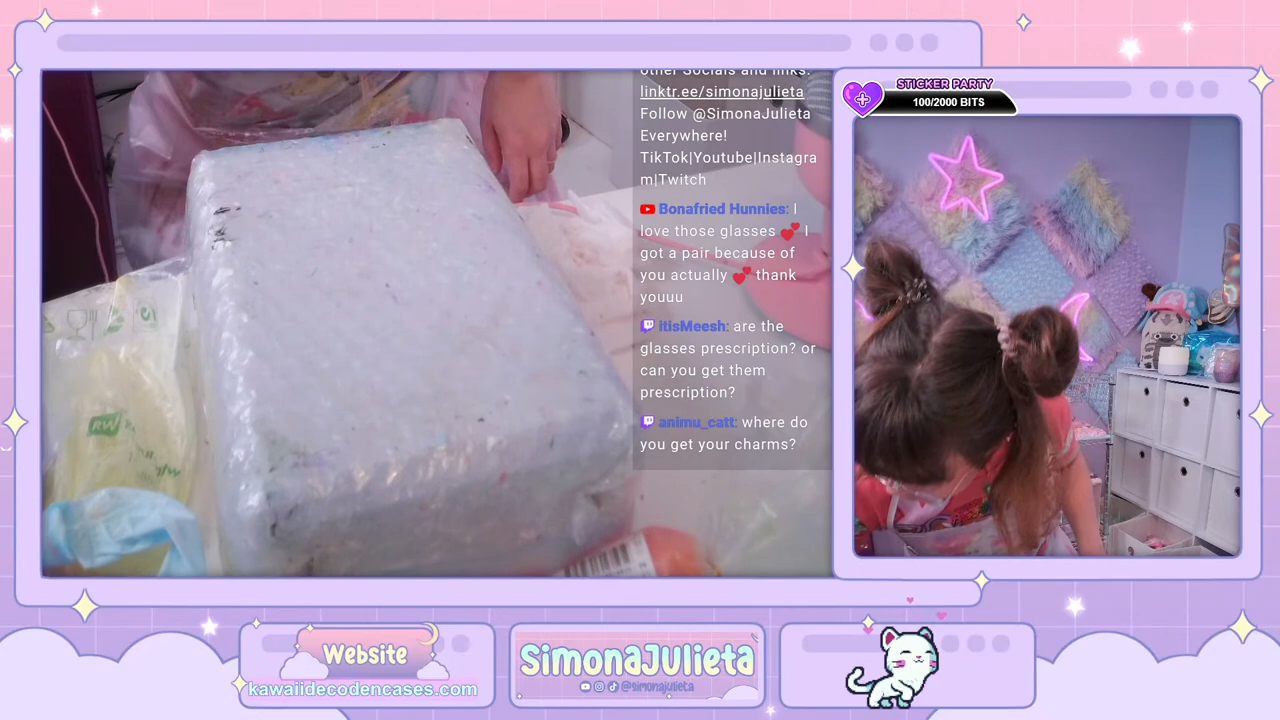 other Socials and links:
linktr.ee/simonajulieta
Follow @SimonaJulieta
Everywhere!
TikTok|Youtube|Instagra
m|Twitch
Bonafried Hunnies: I
love those glasses 💕 I
got a pair because of
you actually 💕 thank
youuu
itisMeesh: are the
glasses prescription? or
can you get them
prescription?
animu_catt: where do
you get your charms?
STICKER PARTY
100/2000 BITS
RW
Website
kawaiidecodencases.com
SimonaJulieta
@simonajulieta